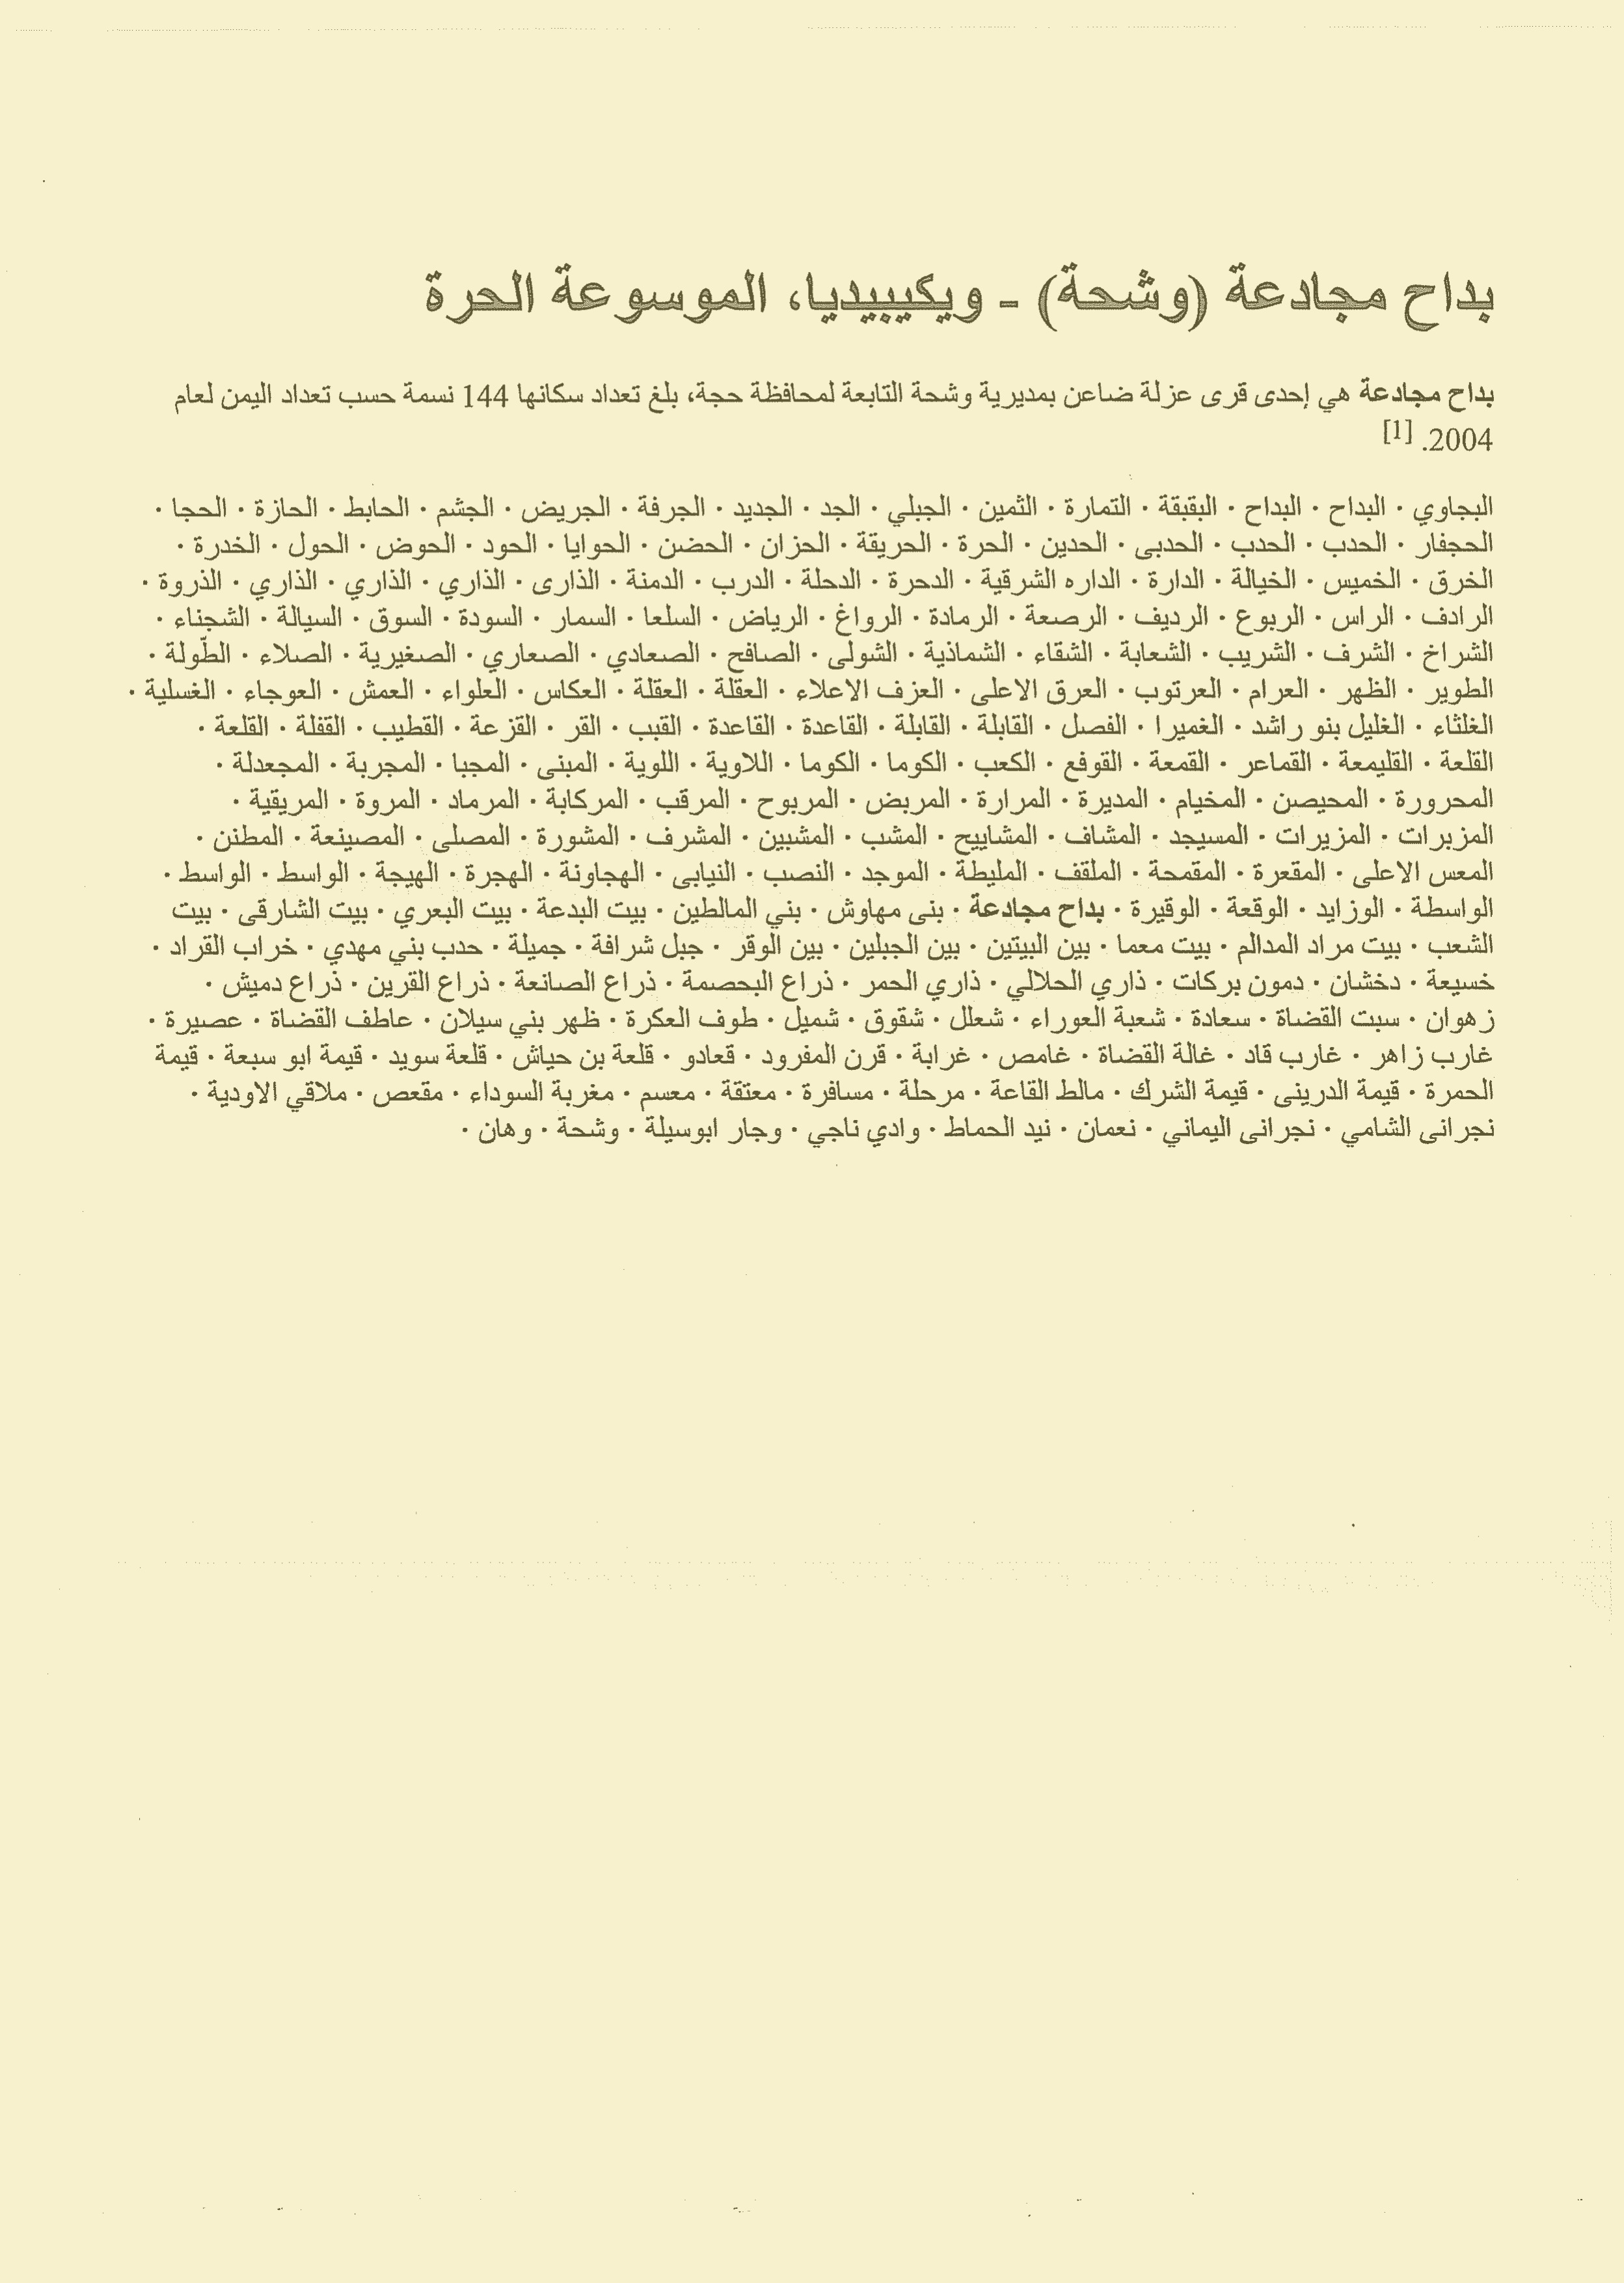 بداح مجادعة (وشحة) - ويكيبيديا، الموسوعة الحرة
بداح مجادعة هي إحدى قرى عزلة ضاعن بمديرية وشحة التابعة لمحافظة حجة، بلغ تعداد سكانها 144 نسمة حسب تعداد اليمن لعام
2004. [1]
البجاوي · البداح · البداح · البقبقة · التمارة · الثمين · الجبلي · الجد · الجديد · الجرفة · الجريض · الجشم · الحابط · الحازة · الحجا ·
الحجفار · الحدب · الحدب · الحدبى · الحدين · الحرة · الحريقة · الحزان · الحضن · الحوايا · الحود · الحوض · الحول · الخدرة ·
الخرق · الخميس · الخيالة · الدارة · الداره الشرقية · الدحرة · الدحلة · الدرب · الدمنة · الذارى · الذاري · الذاري · الذاري · الذروة ·
الرادف · الراس · الربوع · الرديف · الرصعة · الرمادة · الرواغ · الرياض · السلعا · السمار · السودة · السوق · السيالة · الشجناء ·
الشراخ · الشرف · الشريب · الشعابة · الشقاء · الشماذية · الشولى · الصافح · الصعادي · الصعاري · الصغيرية · الصلاء · الطّولة ·
الطوير · الظهر · العرام · العرتوب · العرق الاعلى · العزف الاعلاء · العقلة · العقلة · العكاس · العلواء · العمش · العوجاء · الغسلية ·
الغلثاء · الغليل بنو راشد · الغميرا · الفصل · القابلة · القابلة · القاعدة · القاعدة · القبب · القر · القزعة · القطيب · القفلة · القلعة ·
القلعة · القليمعة · القماعر · القمعة · القوفع · الكعب · الكوما · الكوما · اللاوية · اللوية · المبنى · المجبا · المجربة · المجعدلة ·
المحرورة · المحيصن · المخيام · المديرة · المرارة · المربض · المربوح · المرقب · المركابة · المرماد · المروة · المريقية ·
المزبرات · المزيرات · المسيجد · المشاف · المشاييح · المشب · المشبين · المشرف · المشورة · المصلى · المصينعة · المطنن ·
المعس الاعلى · المقعرة · المقمحة · الملقف · المليطة · الموجد · النصب · النيابى · الهجاونة · الهجرة · الهيجة · الواسط · الواسط ·
الواسطة · الوزايد · الوقعة · الوقيرة · بداح مجادعة · بنى مهاوش · بني المالطين · بيت البدعة · بيت البعري · بيت الشارقى · بيت
الشعب · بيت مراد المدالم · بيت معما · بين البيتين · بين الجبلين · بين الوقر · جبل شرافة · جميلة · حدب بني مهدي · خراب القراد ·
خسيعة · دخشان · دمون بركات · ذاري الحلالي · ذاري الحمر · ذراع البحصمة · ذراع الصانعة · ذراع القرين · ذراع دميش ·
زهوان · سبت القضاة · سعادة · شعبة العوراء · شعلل · شقوق · شميل · طوف العكرة · ظهر بني سيلان · عاطف القضاة · عصيرة ·
غارب زاهر · غارب قاد · غالة القضاة · غامص · غرابة · قرن المفرود · قعادو · قلعة بن حياش · قلعة سويد · قيمة ابو سبعة · قيمة
الحمرة · قيمة الدرينى · قيمة الشرك · مالط القاعة · مرحلة · مسافرة · معتقة · معسم · مغربة السوداء · مقعص · ملاقي الاودية ·
نجرانى الشامي · نجرانى اليماني · نعمان · نيد الحماط · وادي ناجي · وجار ابوسيلة · وشحة · وهان ·